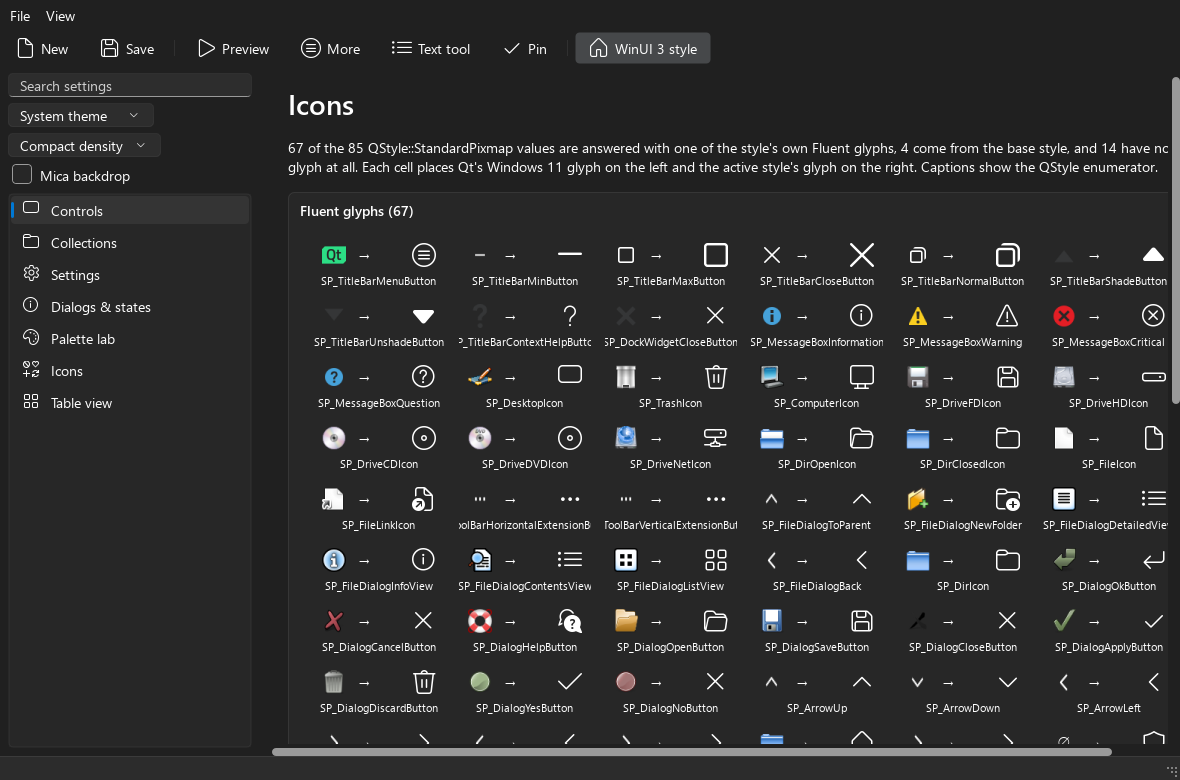 File View
New Save Preview More Text tool Pin WinUI 3 style
Search settings
System theme
Compact density
Mica backdrop
Controls
Collections
Settings
Dialogs & states
Palette lab
Icons
Table view
Icons
67 of the 85 QStyle::StandardPixmap values are answered with one of the style's own Fluent glyphs, 4 come from the base style, and 14 have no
glyph at all. Each cell places Qt's Windows 11 glyph on the left and the active style's glyph on the right. Captions show the QStyle enumerator.
Fluent glyphs (67)
Qt
SP_TitleBarMenuButton SP_TitleBarMinButton SP_TitleBarMaxButton SP_TitleBarCloseButton SP_TitleBarNormalButton SP_TitleBarShadeButton
SP_TitleBarUnshadeButton P_TitleBarContextHelpButto SP_DockWidgetCloseButton SP_MessageBoxInformation SP_MessageBoxWarning SP_MessageBoxCritical
SP_MessageBoxQuestion SP_DesktopIcon SP_TrashIcon SP_ComputerIcon SP_DriveFDIcon SP_DriveHDIcon
SP_DriveCDIcon SP_DriveDVDIcon SP_DriveNetIcon SP_DirOpenIcon SP_DirClosedIcon SP_FileIcon
SP_FileLinkIcon oolBarHorizontalExtensionB ToolBarVerticalExtensionBut SP_FileDialogToParent SP_FileDialogNewFolder SP_FileDialogDetailedView
SP_FileDialogInfoView SP_FileDialogContentsView SP_FileDialogListView SP_FileDialogBack SP_DirIcon SP_DialogOkButton
SP_DialogCancelButton SP_DialogHelpButton SP_DialogOpenButton SP_DialogSaveButton SP_DialogCloseButton SP_DialogApplyButton
SP_DialogDiscardButton SP_DialogYesButton SP_DialogNoButton SP_ArrowUp SP_ArrowDown SP_ArrowLeft